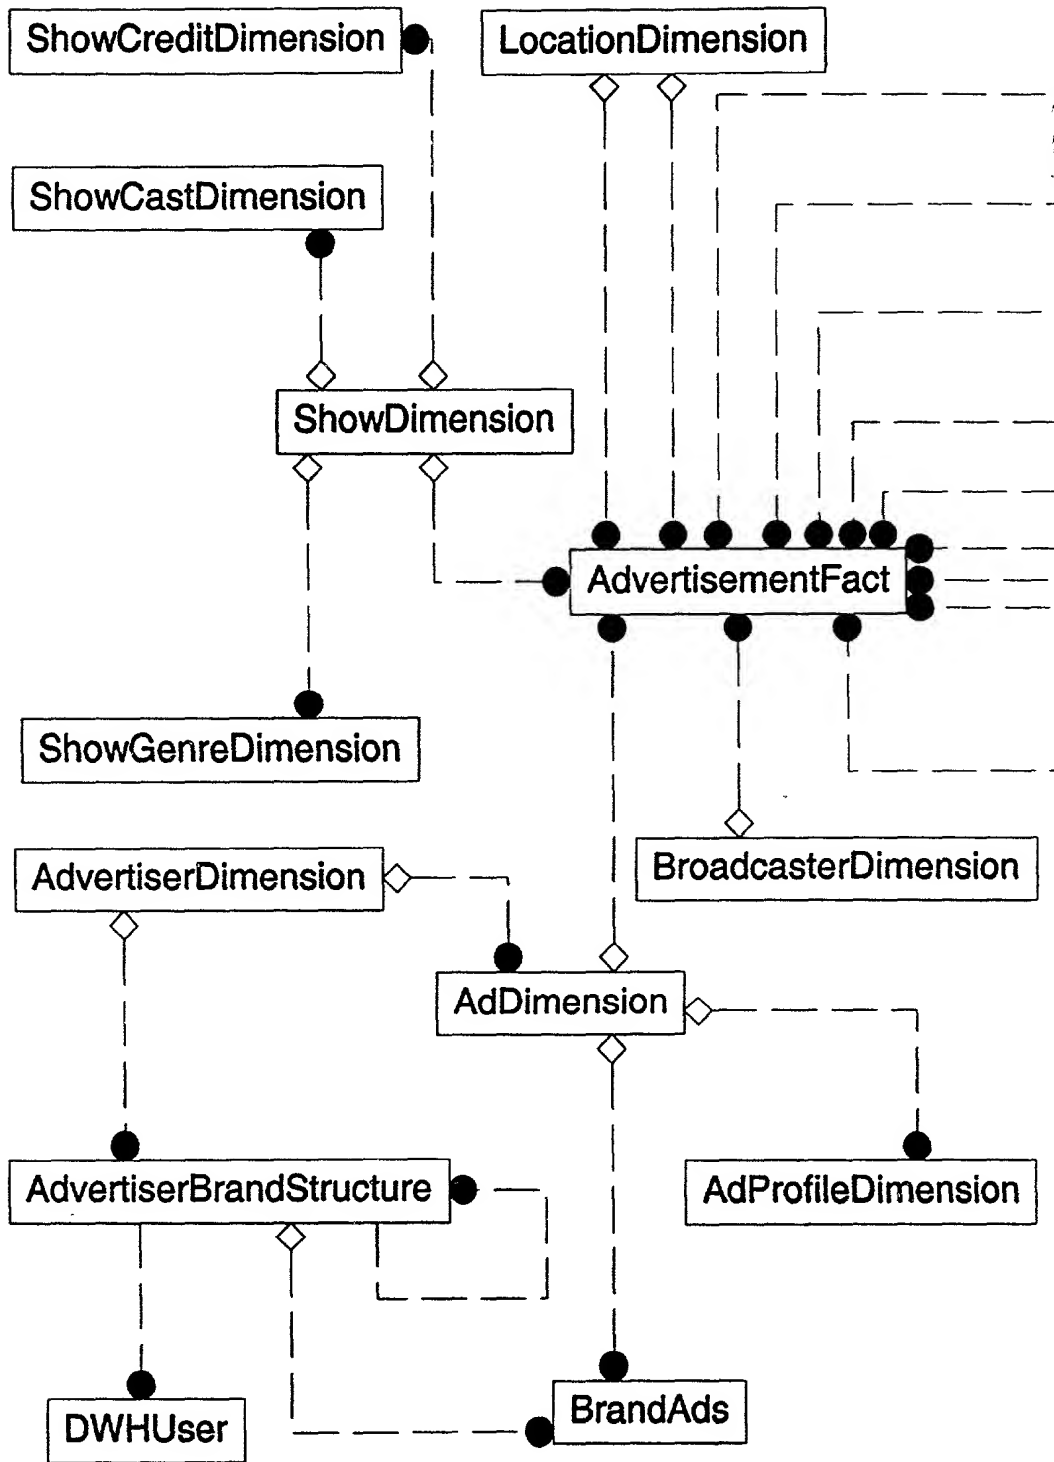 ShowCreditDimension
LocationDimension
ShowCastDimension
ShowDimension
AdvertisementFact
ShowGenreDimension
AdvertiserDimension
BroadcasterDimension
AdDimension
AdvertiserBrandStructure
AdProfileDimension
DWHUser
BrandAds